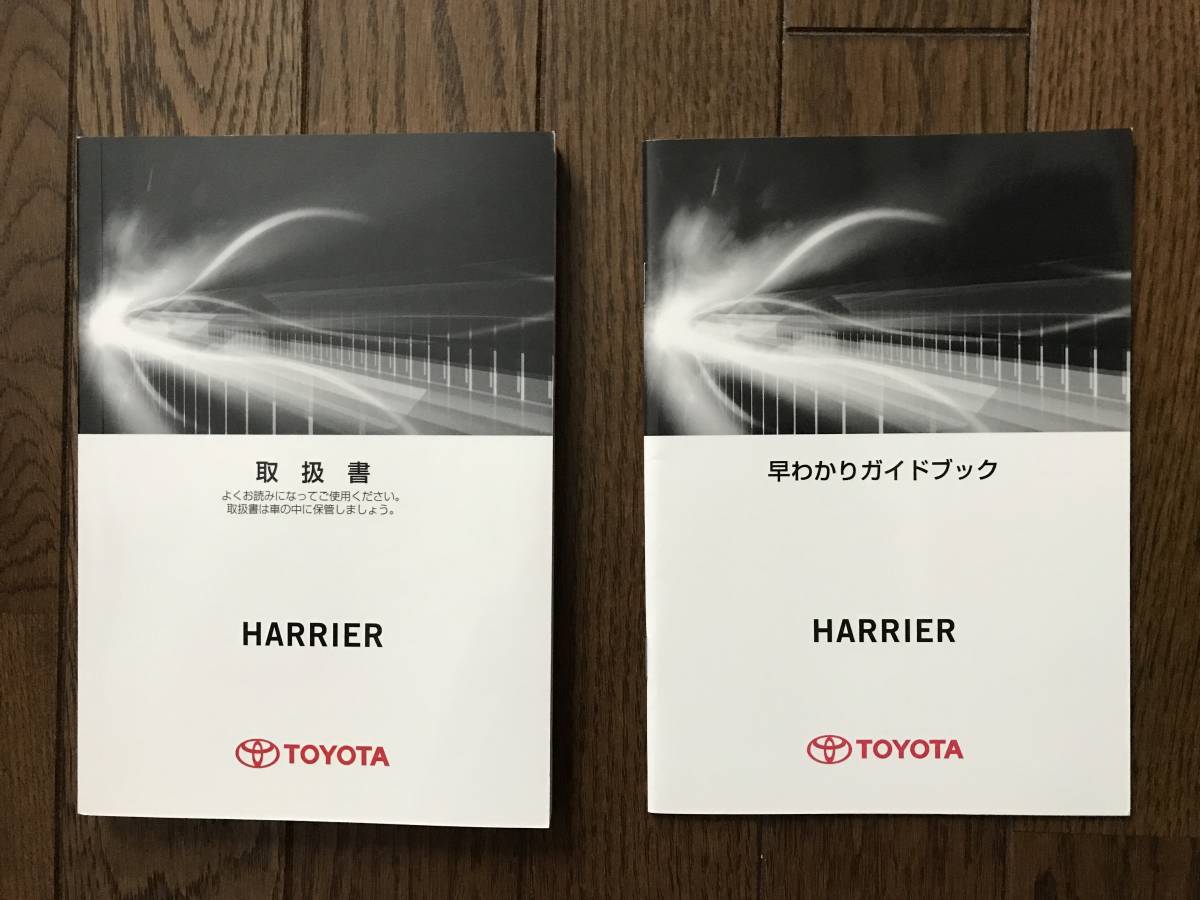 取扱書
よくお読みになってご使用ください。
取扱書は車の中に保管しましょう。
HARRIER
TOYOTA
早わかりガイドブック
HARRIER
TOYOTA